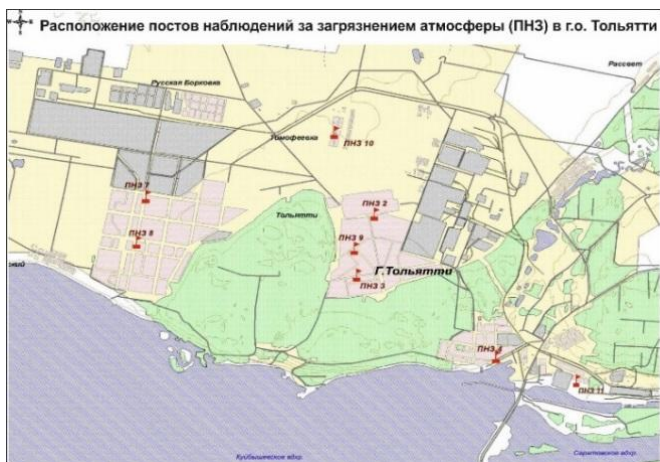 Расположение постов наблюдений за загрязнением атмосферы (ПНЗ) в г.о. Тольятти
Рассвет
Русская Борковка
Тимофеевка
ПНЗ 10
ПНЗ 7
ПНЗ 2
Тольятти
ПНЗ 8
ПНЗ 9
Г.Тольятти
ПНЗ 3
ПНЗ 4
ПНЗ 11
Куйбышевское вдхр.
Саратовское вдхр.